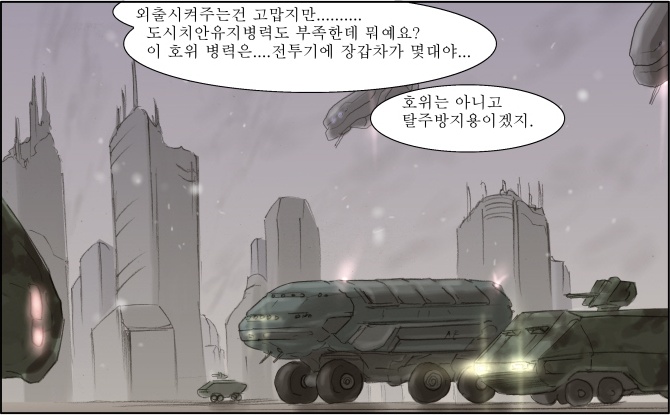 외출시켜주는건 고맙지만..........
도시치안유지병력도 부족한데 뭐예요?
이 호위 병력은....전투기에 장갑차가 몇대야...
호위는 아니고
탈주방지용이겠지.